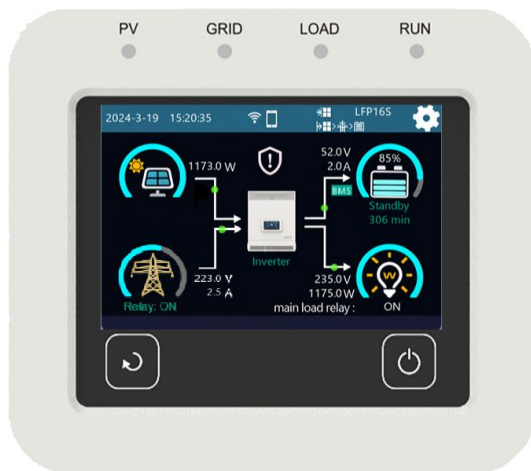 PV GRID LOAD RUN
2024-3-19 15:20:35 LFP16S
1173.0 W
52.0V
2.0A
BMS
85%
Standby
306 min
Inverter
223.0 V
2.5 A
Relay: ON
235.0V
1175.0W
main load relay :
ON